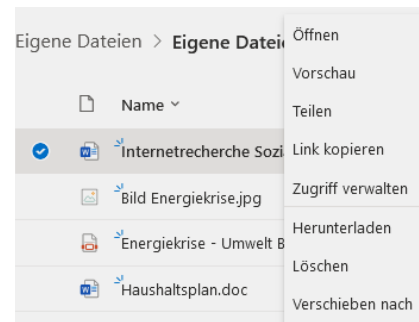 Eigene Dateien > Eigene Dateie
Name
Internetrecherche Sozi
Bild Energiekrise.jpg
Energiekrise - Umwelt B
Haushaltsplan.doc
Öffnen
Vorschau
Teilen
Link kopieren
Zugriff verwalten
Herunterladen
Löschen
Verschieben nach